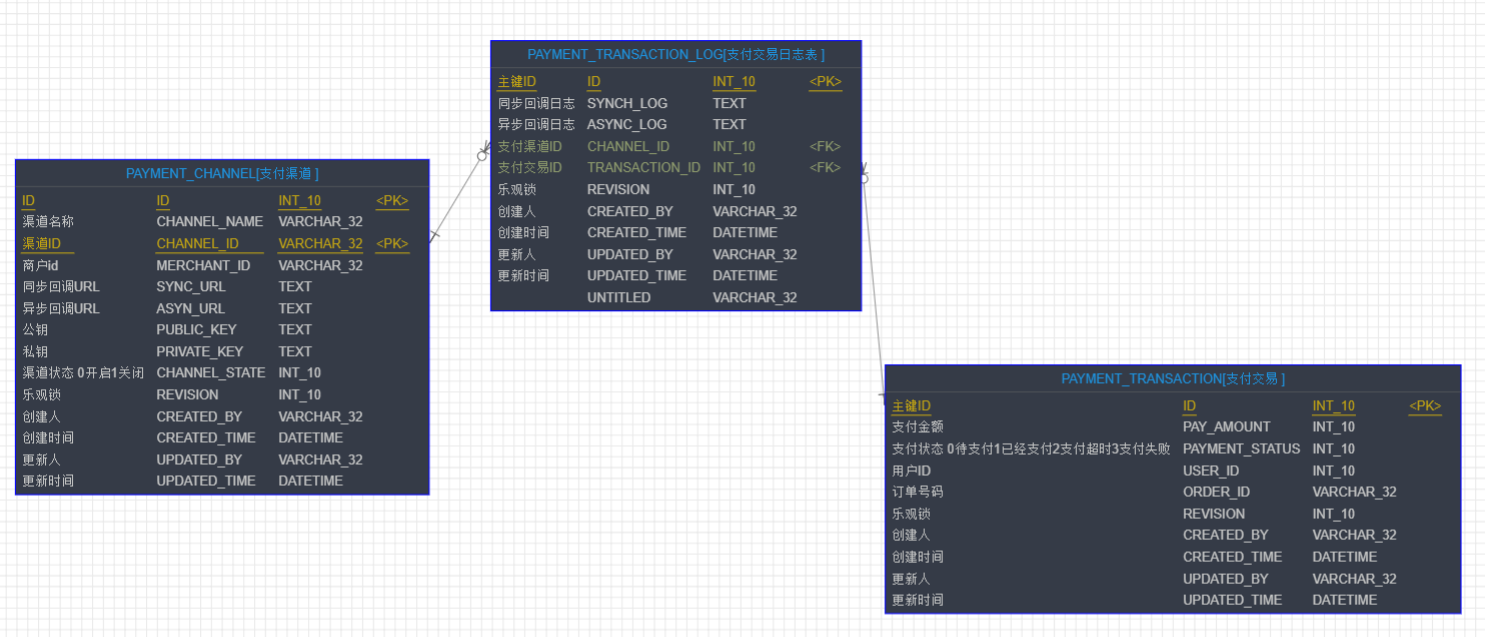 PAYMENT_TRANSACTION_LOG[支付交易日志表 ]
主键ID ID INT_10 <PK>
同步回调日志 SYNCH_LOG TEXT
异步回调日志 ASYNC_LOG TEXT
支付渠道ID CHANNEL_ID INT_10 <FK>
支付交易ID TRANSACTION_ID INT_10 <FK>
乐观锁 REVISION INT_10
创建人 CREATED_BY VARCHAR_32
创建时间 CREATED_TIME DATETIME
更新人 UPDATED_BY VARCHAR_32
更新时间 UPDATED_TIME DATETIME
UNTITLED VARCHAR_32
PAYMENT_CHANNEL[支付渠道 ]
ID ID INT_10 <PK>
渠道名称 CHANNEL_NAME VARCHAR_32
渠道ID CHANNEL_ID VARCHAR_32 <PK>
商户id MERCHANT_ID VARCHAR_32
同步回调URL SYNC_URL TEXT
异步回调URL ASYN_URL TEXT
公钥 PUBLIC_KEY TEXT
私钥 PRIVATE_KEY TEXT
渠道状态 0开启1关闭 CHANNEL_STATE INT_10
乐观锁 REVISION INT_10
创建人 CREATED_BY VARCHAR_32
创建时间 CREATED_TIME DATETIME
更新人 UPDATED_BY VARCHAR_32
更新时间 UPDATED_TIME DATETIME
PAYMENT_TRANSACTION[支付交易 ]
主键ID ID INT_10 <PK>
支付金额 PAY_AMOUNT INT_10
支付状态 0待支付1已经支付2支付超时3支付失败 PAYMENT_STATUS INT_10
用户ID USER_ID INT_10
订单号码 ORDER_ID VARCHAR_32
乐观锁 REVISION INT_10
创建人 CREATED_BY VARCHAR_32
创建时间 CREATED_TIME DATETIME
更新人 UPDATED_BY VARCHAR_32
更新时间 UPDATED_TIME DATETIME